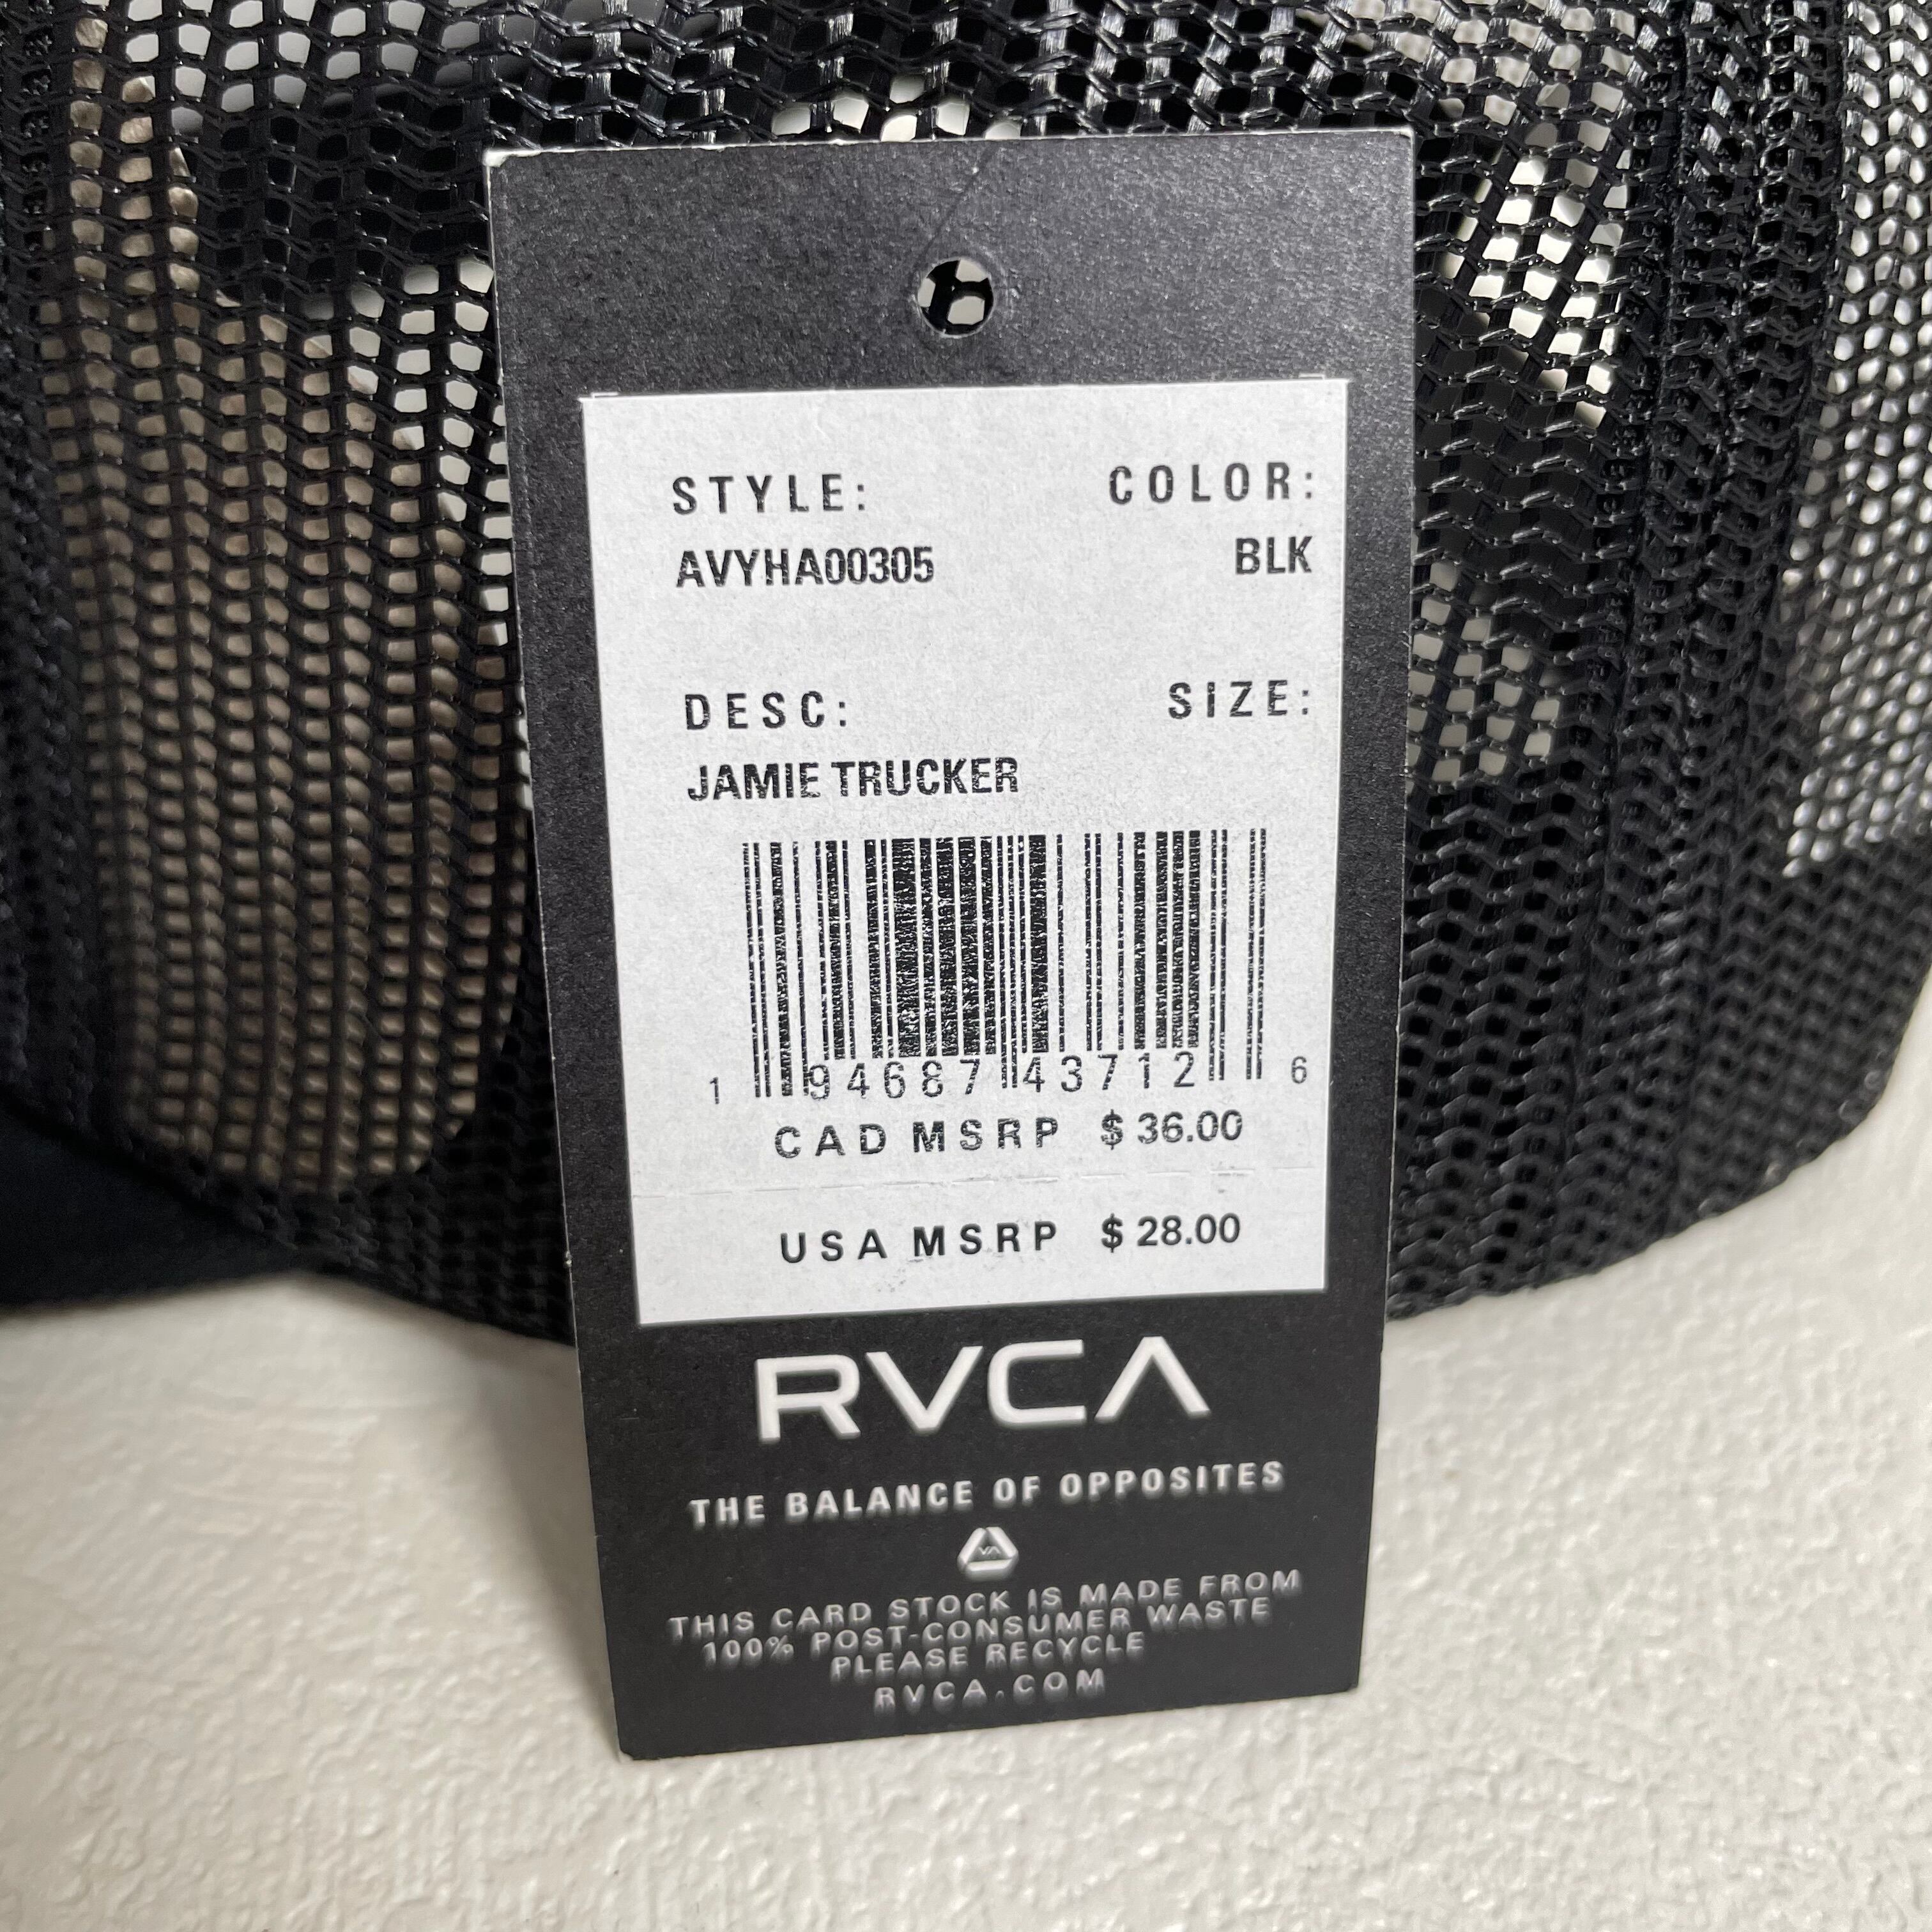 STYLE: COLOR:
AVYHA00305 BLK
DESC: SIZE:
JAMIE TRUCKER
1 94687 43712 6
CAD MSRP $ 36.00
USA MSRP $ 28.00
RVCA
THE BALANCE OF OPPOSITES
VA
THIS CARD STOCK IS MADE FROM
100% POST-CONSUMER WASTE
PLEASE RECYCLE
RVCA.COM